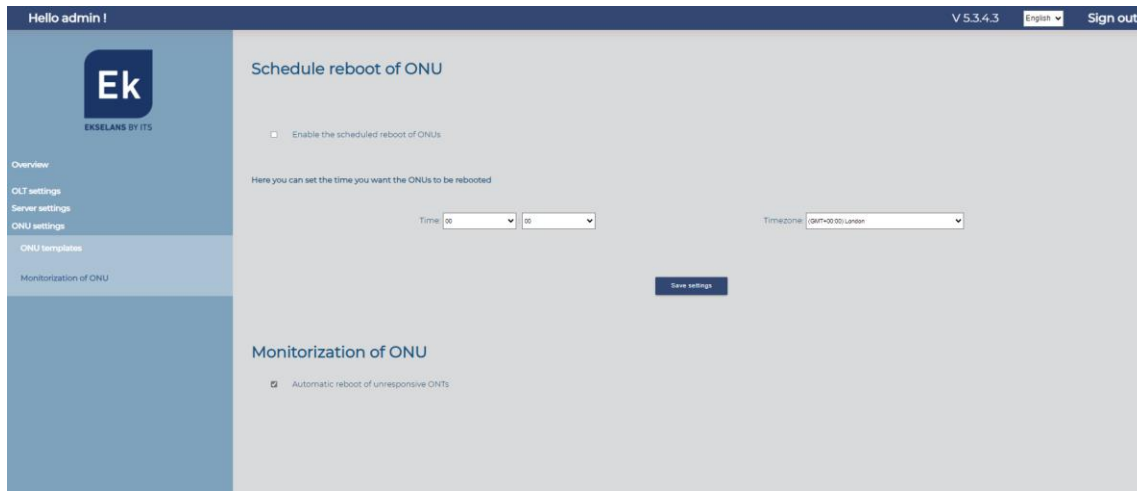 Hello admin !
V 5.3.4.3
English
Sign out
Ek
EKSELANS BY ITS
Overview
OLT settings
Server settings
ONU settings
ONU templates
Monitorization of ONU
Schedule reboot of ONU
Enable the scheduled reboot of ONUs
Here you can set the time you want the ONUs to be rebooted
Time: 00 : 00
Timezone: (GMT+00:00) London
Save settings
Monitorization of ONU
Automatic reboot of unresponsive ONTs